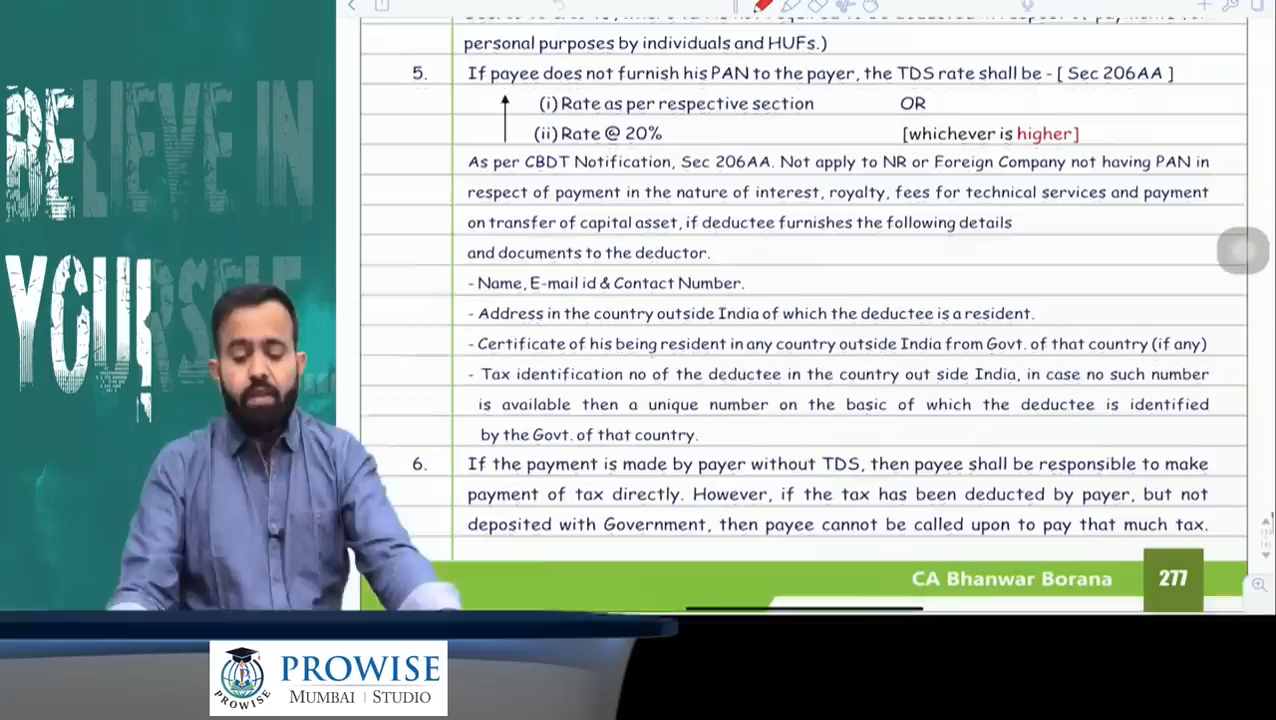 BELIEVE IN
YOURSELF...
personal purposes by individuals and HUFs.)
5. If payee does not furnish his PAN to the payer, the TDS rate shall be - [ Sec 206AA ]
(i) Rate as per respective section OR
(ii) Rate @ 20% [whichever is higher]
As per CBDT Notification, Sec 206AA. Not apply to NR or Foreign Company not having PAN in
respect of payment in the nature of interest, royalty, fees for technical services and payment
on transfer of capital asset, if deductee furnishes the following details
and documents to the deductor.
- Name, E-mail id & Contact Number.
- Address in the country outside India of which the deductee is a resident.
- Certificate of his being resident in any country outside India from Govt. of that country (if any)
- Tax identification no of the deductee in the country out side India, in case no such number
is available then a unique number on the basic of which the deductee is identified
by the Govt. of that country.
6. If the payment is made by payer without TDS, then payee shall be responsible to make
payment of tax directly. However, if the tax has been deducted by payer, but not
deposited with Government, then payee cannot be called upon to pay that much tax.
CA Bhanwar Borana 277
PROWISE
PROWISE
MUMBAI | STUDIO